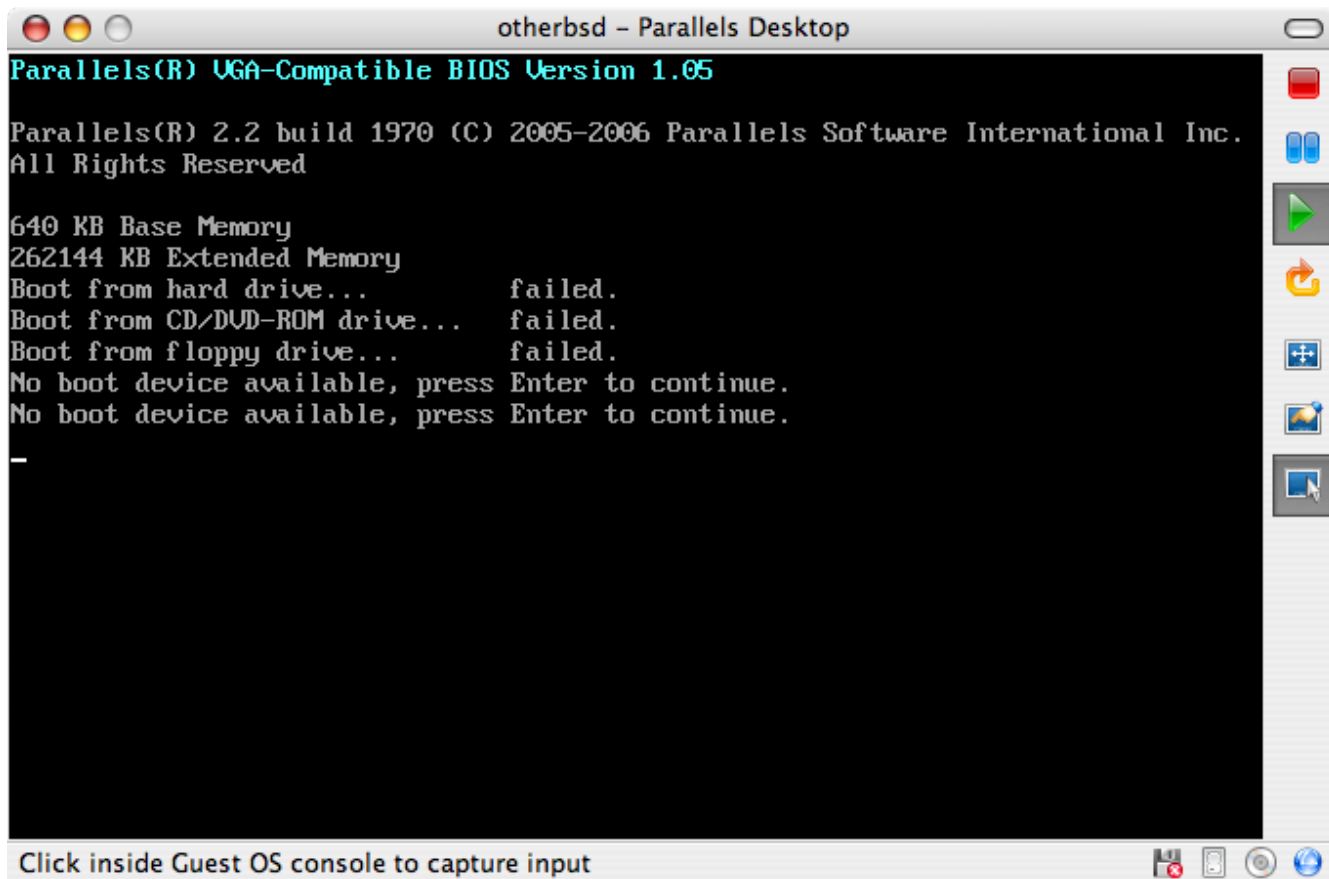 otherbsd – Parallels Desktop
Parallels(R) VGA-Compatible BIOS Version 1.05
Parallels(R) 2.2 build 1970 (C) 2005-2006 Parallels Software International Inc.
All Rights Reserved
640 KB Base Memory
262144 KB Extended Memory
Boot from hard drive... failed.
Boot from CD/DVD-ROM drive... failed.
Boot from floppy drive... failed.
No boot device available, press Enter to continue.
No boot device available, press Enter to continue.
_
Click inside Guest OS console to capture input